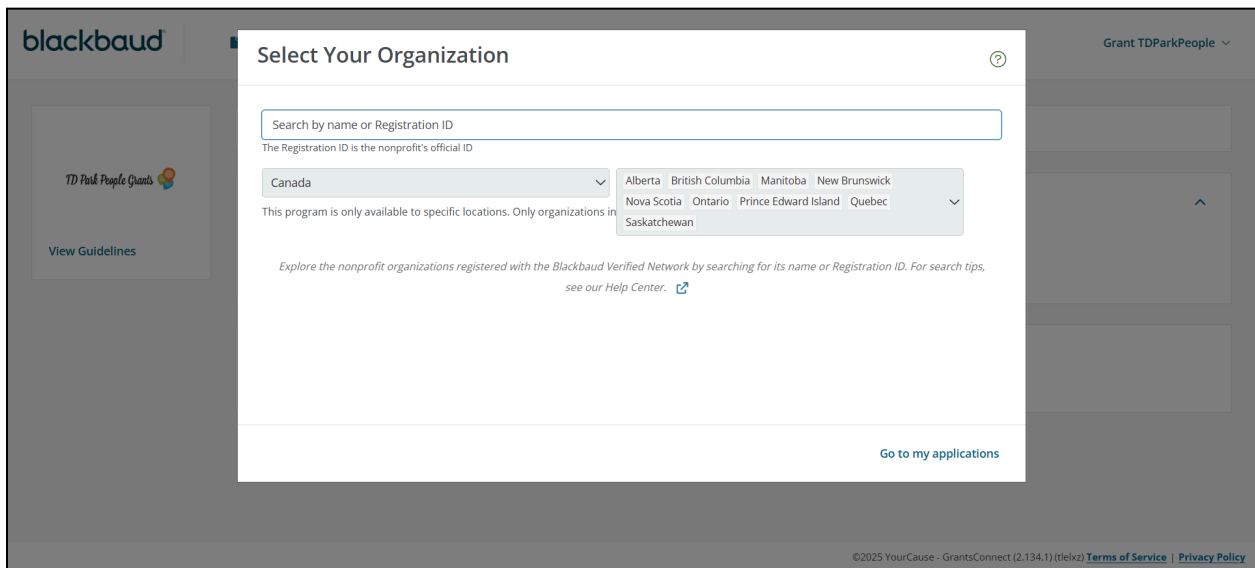 blackbaud
Grant TDParkPeople
Select Your Organization
Search by name or Registration ID
The Registration ID is the nonprofit's official ID
TD Park People Grants
Canada
Alberta British Columbia Manitoba New Brunswick
Nova Scotia Ontario Prince Edward Island Quebec
Saskatchewan
This program is only available to specific locations. Only organizations in
View Guidelines
Explore the nonprofit organizations registered with the Blackbaud Verified Network by searching for its name or Registration ID. For search tips,
see our Help Center.
Go to my applications
©2025 YourCause - GrantsConnect (2.134.1) (tlelxz) Terms of Service | Privacy Policy